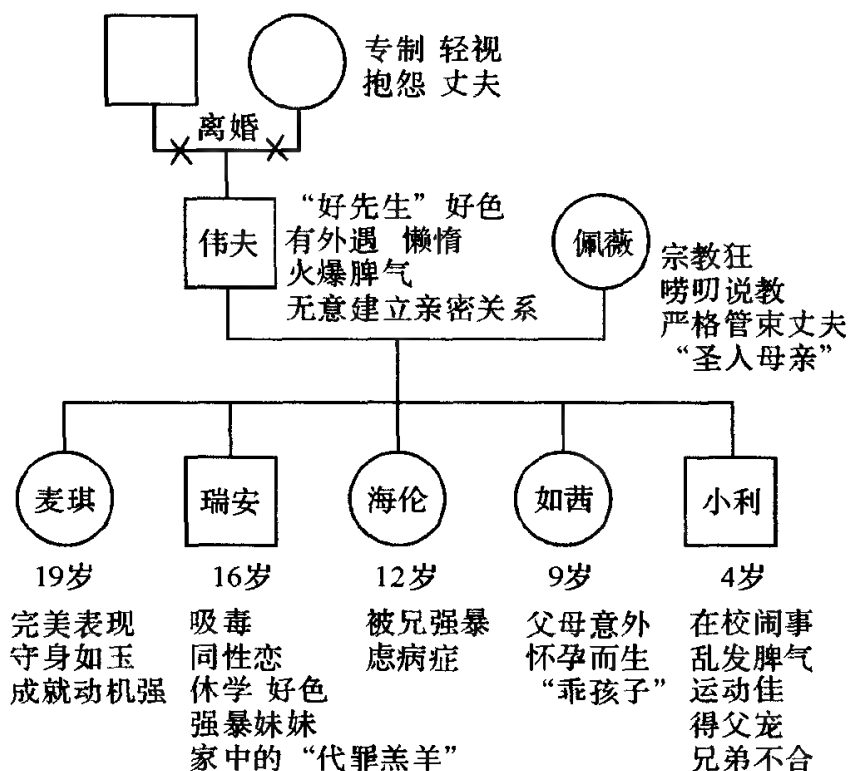 专制 轻视
抱怨 丈夫
离婚
“好先生”好色
有外遇 懒惰
火爆脾气
无意建立亲密关系
伟夫
佩薇
宗教狂
唠叨说教
严格管束丈夫
“圣人母亲”
麦琪
瑞安
海伦
如茜
小利
19岁
16岁
12岁
9岁
4岁
完美表现
守身如玉
成就动机强
吸毒
同性恋
休学 好色
强暴妹妹
家中的“代罪羔羊”
被兄强暴
虑病症
父母意外
怀孕而生
“乖孩子”
在校闹事
乱发脾气
运动佳
得父宠
兄弟不合